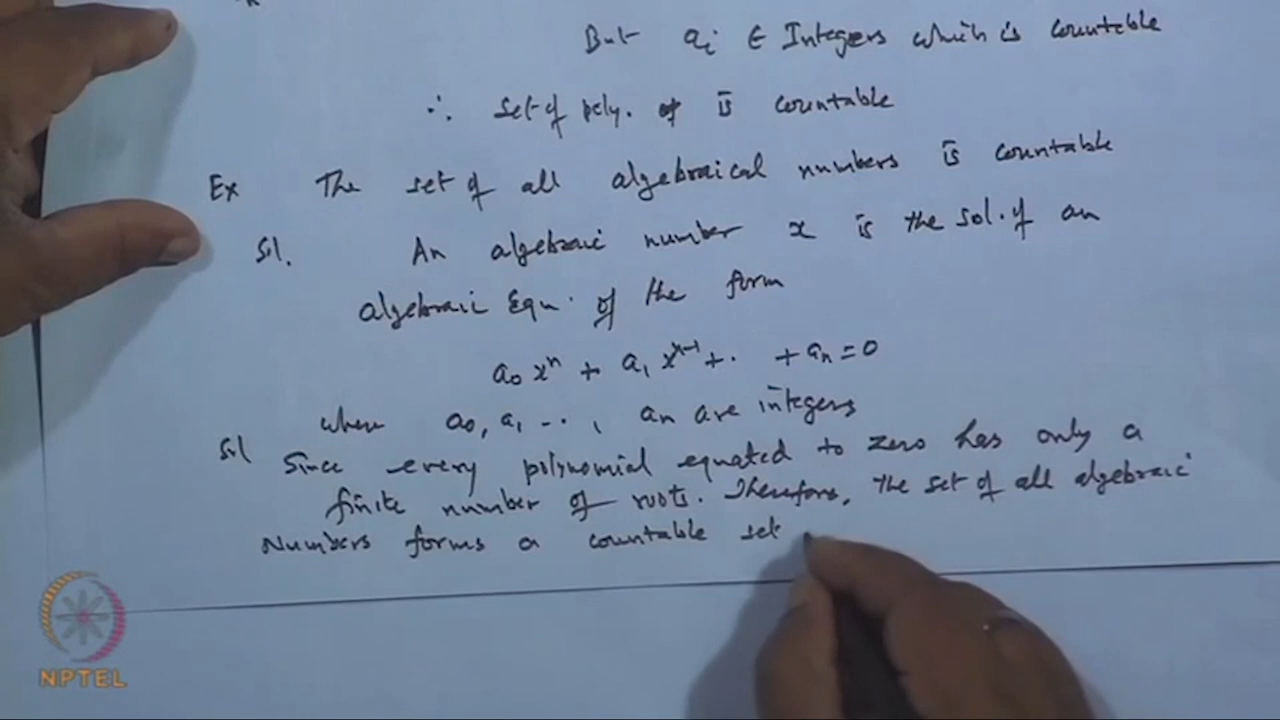 But aᵢ ∈ Integers which is countable
∴ set of poly. is countable
Ex The set of all algebraical numbers is countable
Sol. An algebraic number x is the sol. of an
algebraic Equ. of the form
a₀xⁿ + a₁xⁿ⁻¹ + . + aₙ = 0
where a₀, a₁ ..., aₙ are integers
Sol Since every polynomial equated to zero has only a
finite number of roots. Therefore, the set of all algebraic
Numbers forms a countable set
NPTEL